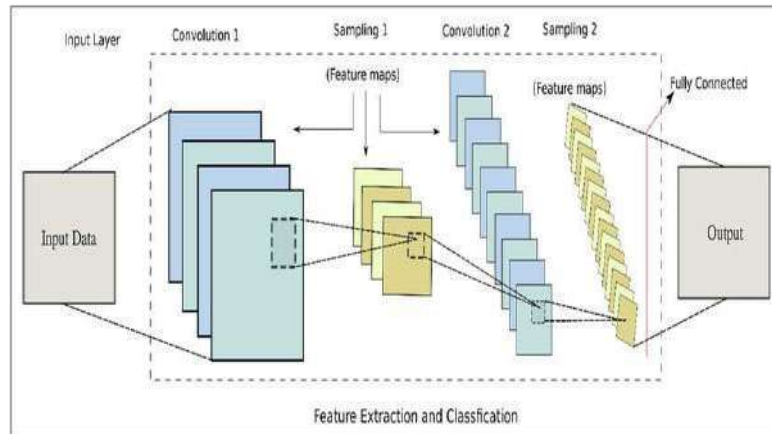 Input Layer
Convolution 1
Sampling 1
Convolution 2
Sampling 2
(Feature maps)
(Feature maps)
Fully Connected
Input Data
Output
Feature Extraction and Classfication